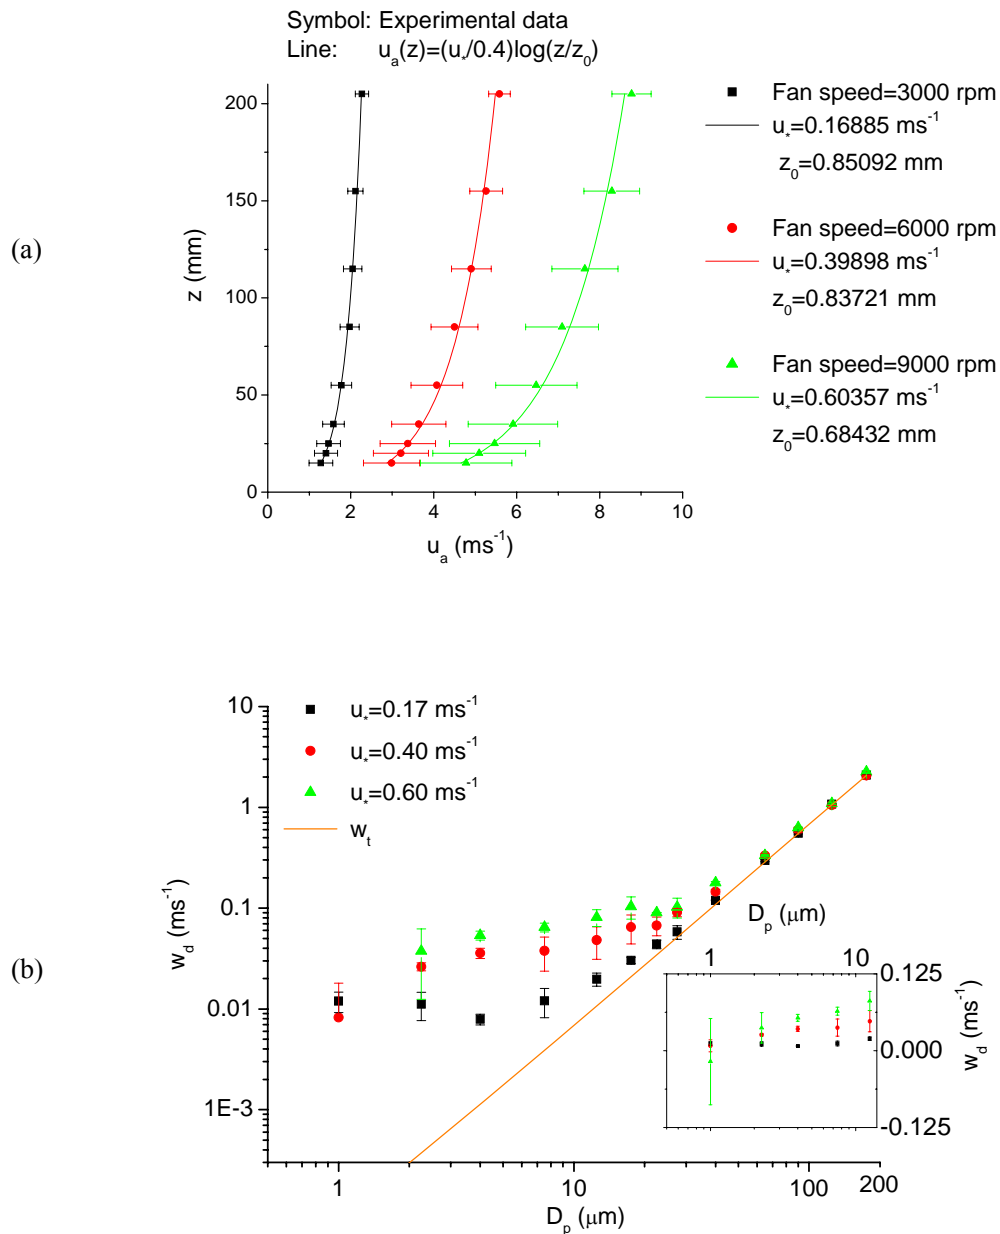 Symbol: Experimental data
Line: u_a(z)=(u_*/0.4)log(z/z_0)
(a)
200
150
100
50
0
z (mm)
0 2 4 6 8 10
u_a (ms^-1)
Fan speed=3000 rpm
u_*=0.16885 ms^-1
z_0=0.85092 mm
Fan speed=6000 rpm
u_*=0.39898 ms^-1
z_0=0.83721 mm
Fan speed=9000 rpm
u_*=0.60357 ms^-1
z_0=0.68432 mm
(b)
10
1
0.1
0.01
1E-3
w_d (ms^-1)
u_*=0.17 ms^-1
u_*=0.40 ms^-1
u_*=0.60 ms^-1
w_t
1 10 100 200
D_p (μm)
D_p (μm)
1 10
0.125
0.000
-0.125
w_d (ms^-1)